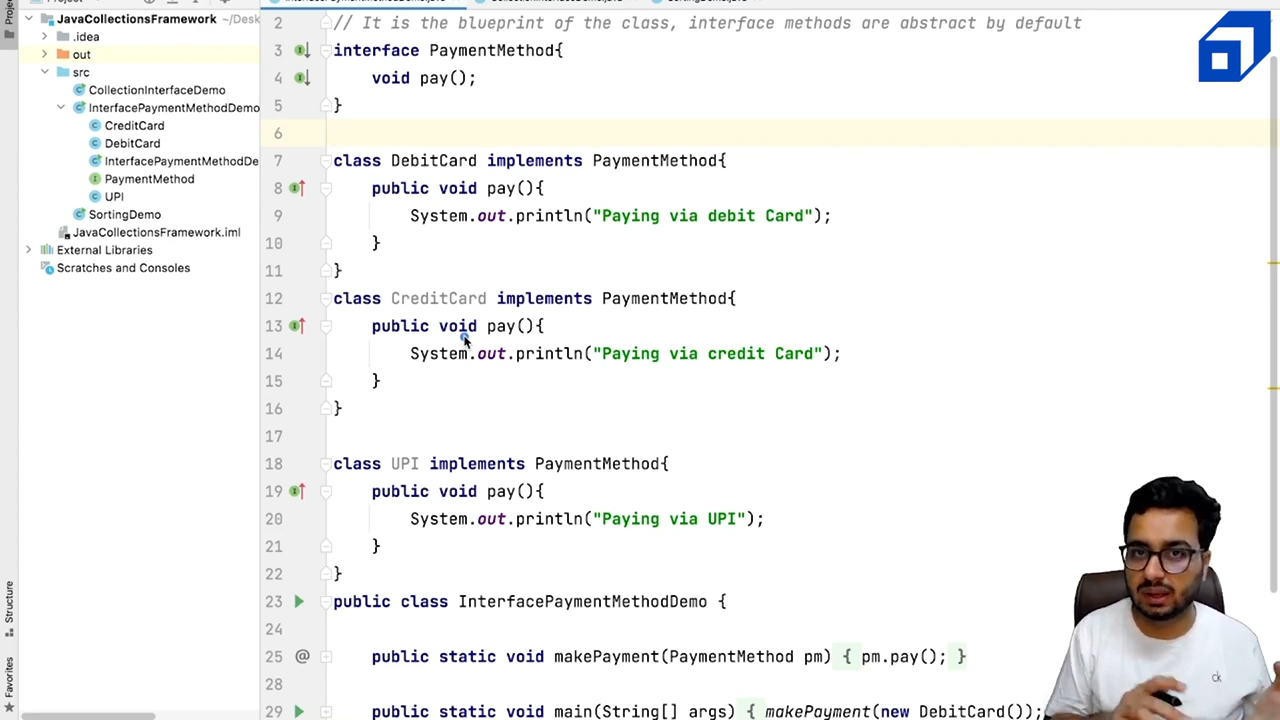 JavaCollectionsFramework ~/Desk
.idea
out
src
CollectionInterfaceDemo
InterfacePaymentMethodDemo
CreditCard
DebitCard
InterfacePaymentMethodDe
PaymentMethod
UPI
SortingDemo
JavaCollectionsFramework.iml
External Libraries
Scratches and Consoles
Structure
Favorites
2 // It is the blueprint of the class, interface methods are abstract by default
3 interface PaymentMethod{
4 void pay();
5 }
6
7 class DebitCard implements PaymentMethod{
8 public void pay(){
9 System.out.println("Paying via debit Card");
10 }
11 }
12 class CreditCard implements PaymentMethod{
13 public void pay(){
14 System.out.println("Paying via credit Card");
15 }
16 }
17
18 class UPI implements PaymentMethod{
19 public void pay(){
20 System.out.println("Paying via UPI");
21 }
22 }
23 public class InterfacePaymentMethodDemo {
24
25 @ public static void makePayment(PaymentMethod pm) { pm.pay(); }
28
29 public static void main(String[] args) { makePayment(new DebitCard());